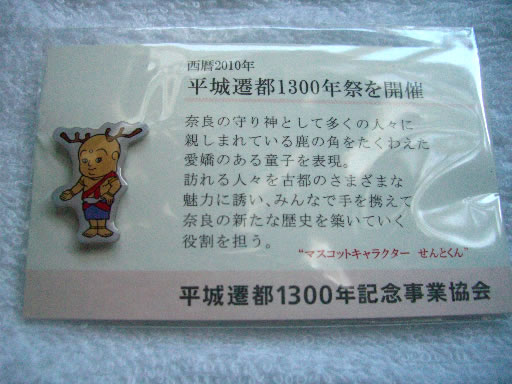 西暦2010年
平城遷都1300年祭を開催
奈良の守り神として多くの人々に
親しまれている鹿の角をたくわえた
愛嬌のある童子を表現。
訪れる人々を古都のさまざまな
魅力に誘い、みんなで手を携えて
奈良の新たな歴史を築いていく
役割を担う。
“マスコットキャラクター せんとくん”
平城遷都1300年記念事業協会